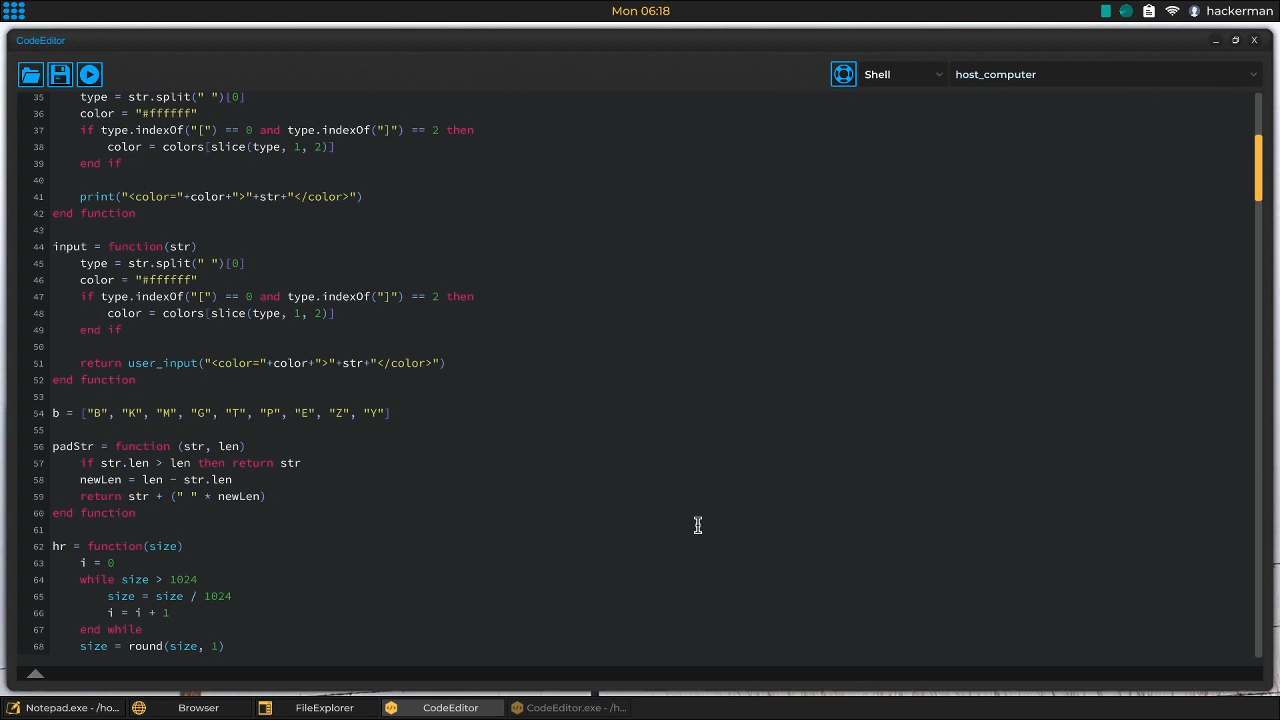 Mon 06:18
hackerman
CodeEditor
_
X
Shell
host_computer
35 type = str.split(" ")[0]
36 color = "#ffffff"
37 if type.indexOf("[") == 0 and type.indexOf("]") == 2 then
38 color = colors[slice(type, 1, 2)]
39 end if
40
41 print("<color="+color+">"+str+"</color>")
42 end function
43
44 input = function(str)
45 type = str.split(" ")[0]
46 color = "#ffffff"
47 if type.indexOf("[") == 0 and type.indexOf("]") == 2 then
48 color = colors[slice(type, 1, 2)]
49 end if
50
51 return user_input("<color="+color+">"+str+"</color>")
52 end function
53
54 b = ["B", "K", "M", "G", "T", "P", "E", "Z", "Y"]
55
56 padStr = function (str, len)
57 if str.len > len then return str
58 newLen = len - str.len
59 return str + (" " * newLen)
60 end function
61
62 hr = function(size)
63 i = 0
64 while size > 1024
65 size = size / 1024
66 i = i + 1
67 end while
68 size = round(size, 1)
Notepad.exe - /ho...
Browser
FileExplorer
CodeEditor
CodeEditor.exe - /h...